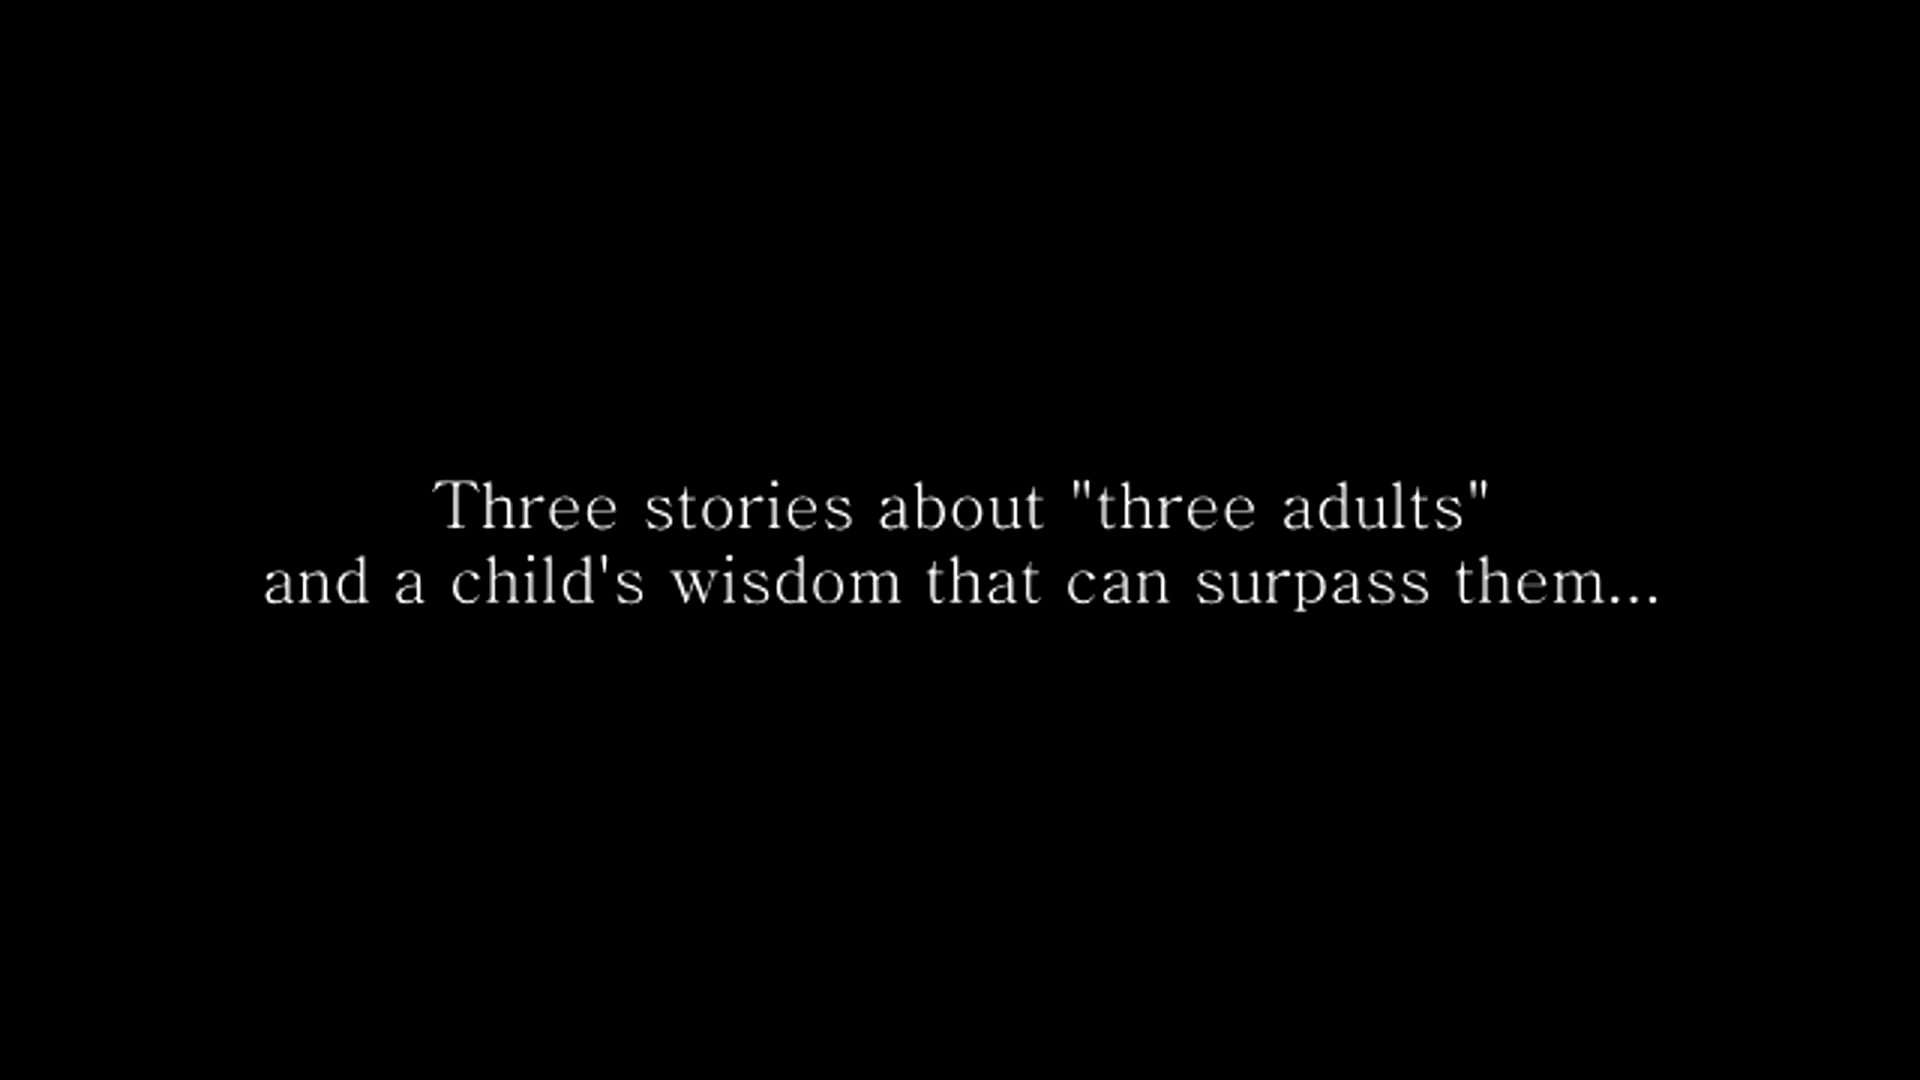 Three stories about "three adults"
and a child's wisdom that can surpass them...